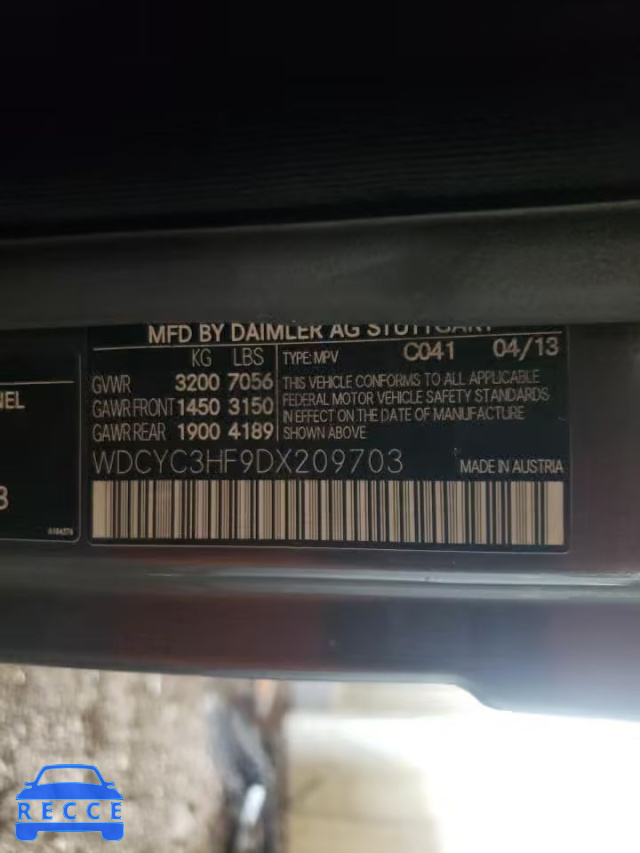 MFD BY DAIMLER AG STUTTGART
KG LBS TYPE: MPV C041 04/13
GVWR 3200 7056 THIS VEHICLE CONFORMS TO ALL APPLICABLE
GAWR FRONT 1450 3150 FEDERAL MOTOR VEHICLE SAFETY STANDARDS
GAWR REAR 1900 4189 IN EFFECT ON THE DATE OF MANUFACTURE
SHOWN ABOVE
WDCYC3HF9DX209703 MADE IN AUSTRIA
NEL
3
RECCE